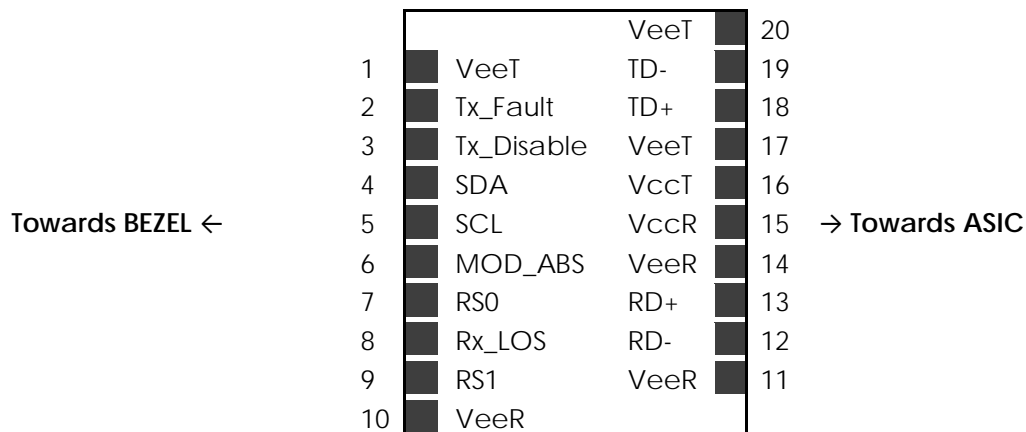 VeeT 20
1 VeeT TD- 19
2 Tx_Fault TD+ 18
3 Tx_Disable VeeT 17
4 SDA VccT 16
Towards BEZEL ← 5 SCL VccR 15 → Towards ASIC
6 MOD_ABS VeeR 14
7 RS0 RD+ 13
8 Rx_LOS RD- 12
9 RS1 VeeR 11
10 VeeR